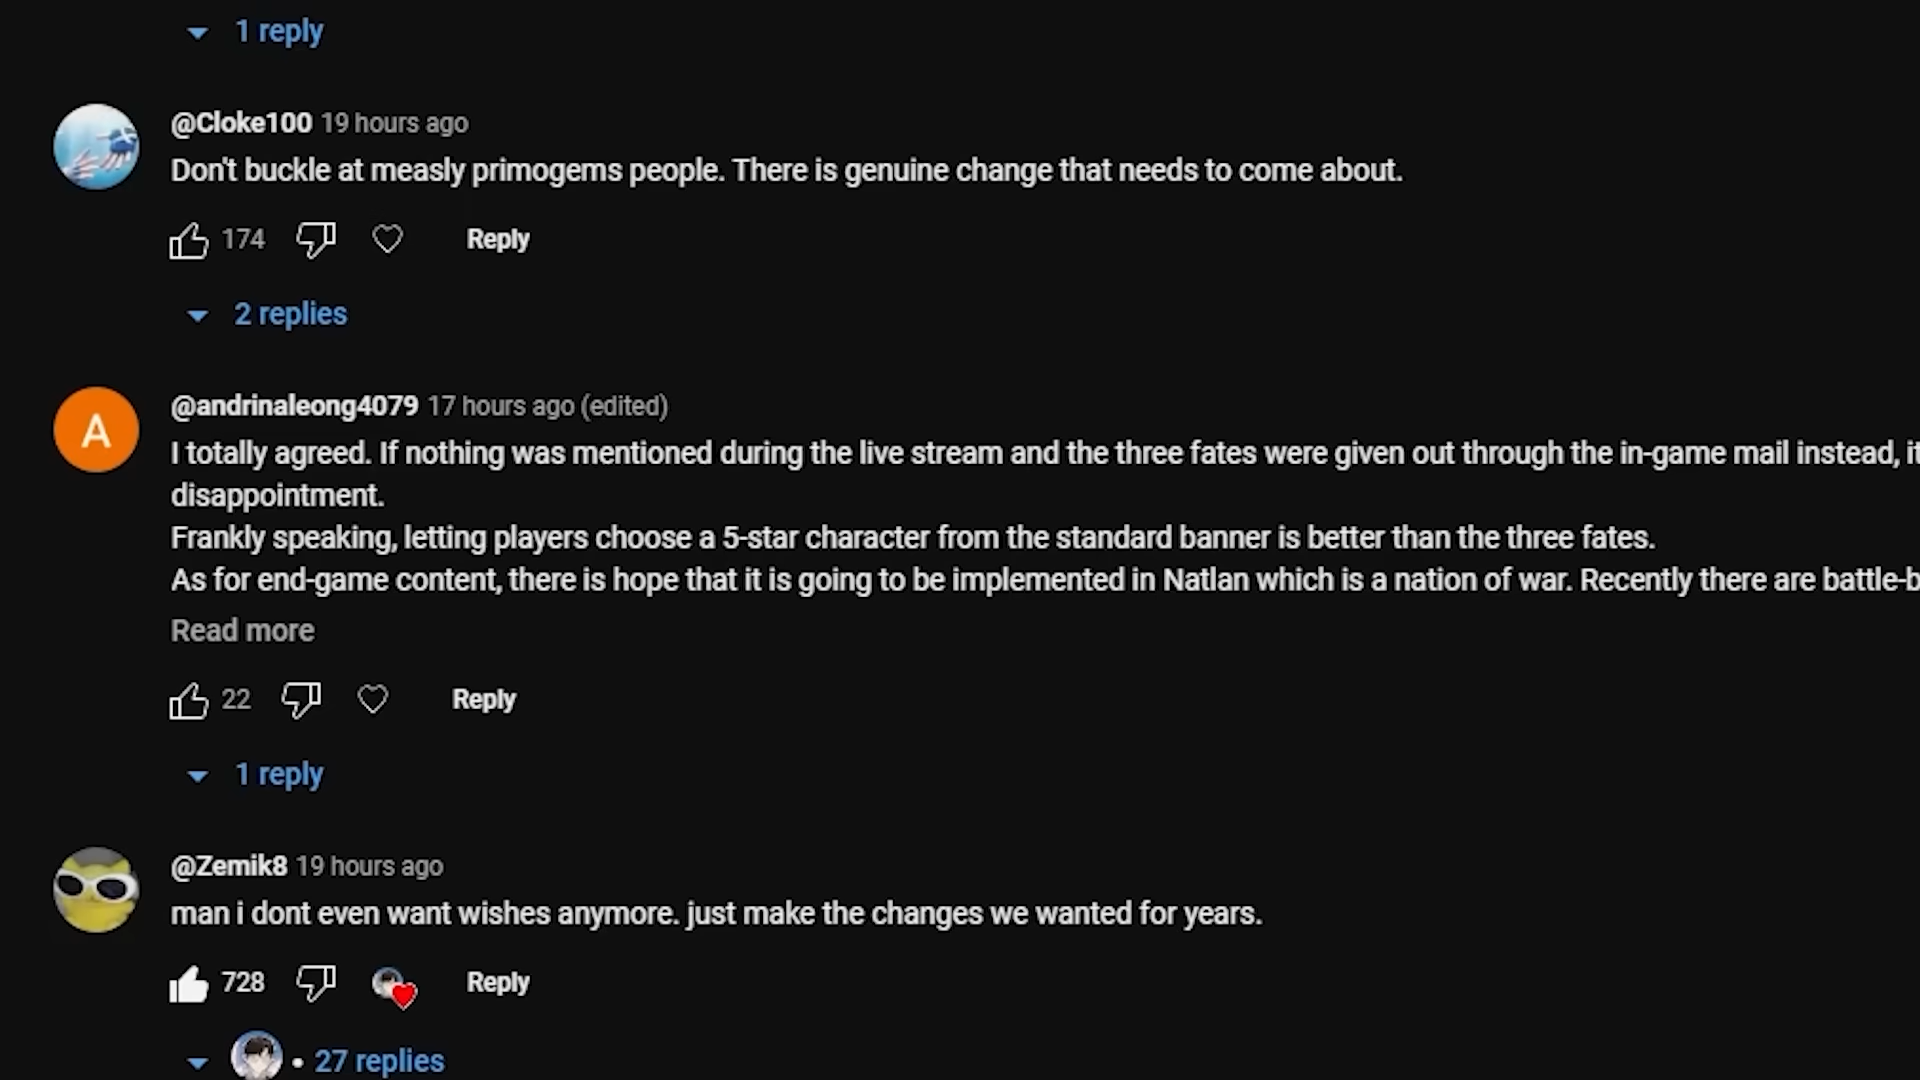 1 reply
@Cloke100 19 hours ago
Don't buckle at measly primogems people. There is genuine change that needs to come about.
174 Reply
2 replies
A
@andrinaleong4079 17 hours ago (edited)
I totally agreed. If nothing was mentioned during the live stream and the three fates were given out through the in-game mail instead, it
disappointment.
Frankly speaking, letting players choose a 5-star character from the standard banner is better than the three fates.
As for end-game content, there is hope that it is going to be implemented in Natlan which is a nation of war. Recently there are battle-b
Read more
22 Reply
1 reply
@Zemik8 19 hours ago
man i dont even want wishes anymore. just make the changes we wanted for years.
728 Reply
• 27 replies